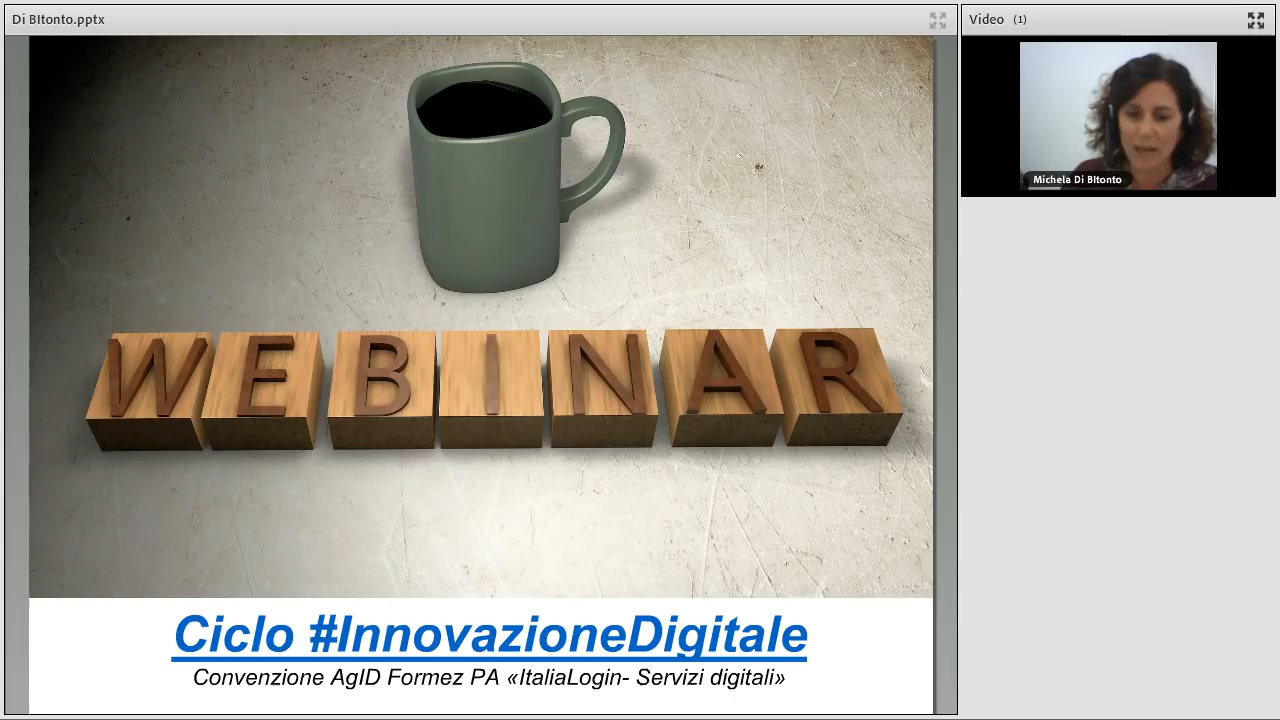 Di BItonto.pptx
Video (1)
Michela Di BItonto
WEBINAR
Ciclo #InnovazioneDigitale
Convenzione AgID Formez PA «ItaliaLogin- Servizi digitali»